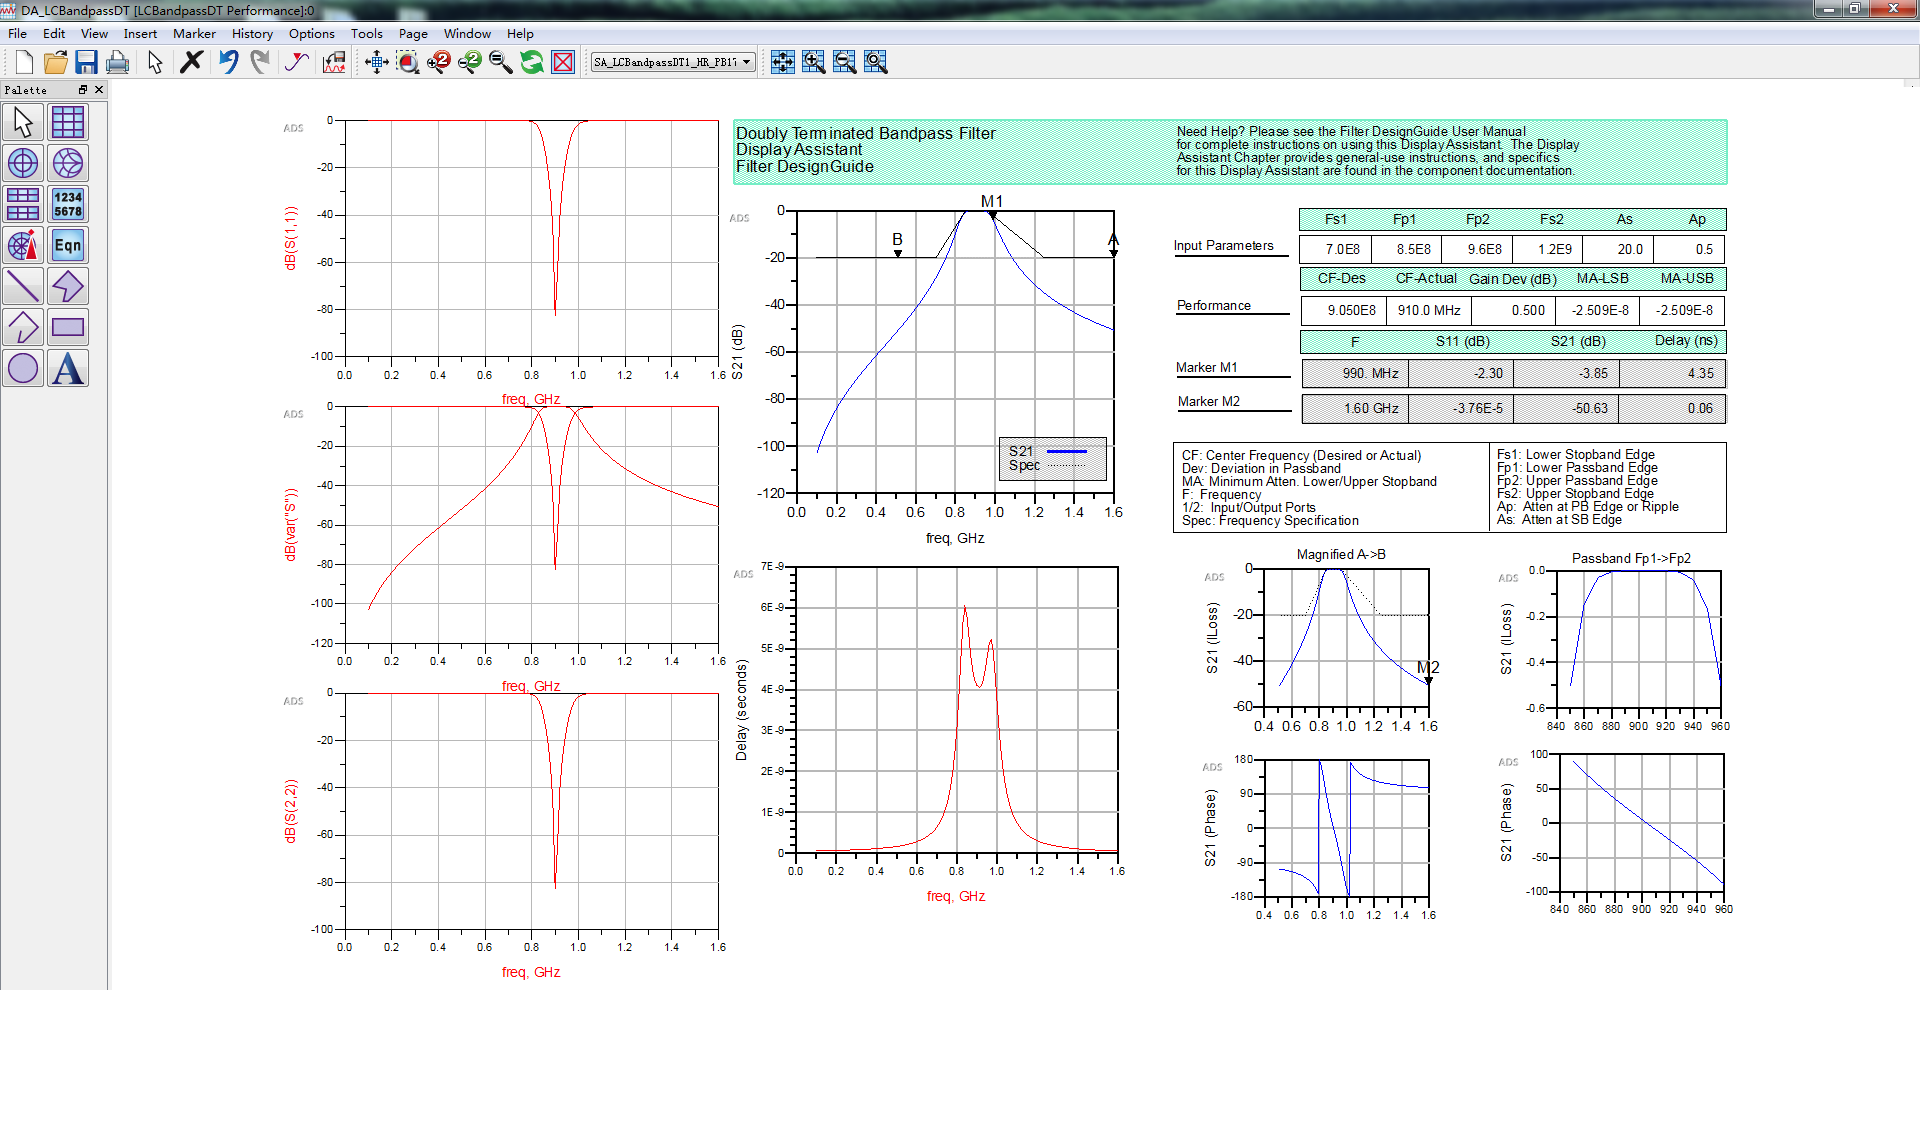 DA_LCBandpassDT [LCBandpassDT Performance]:0
File Edit View Insert Marker History Options Tools Page Window Help
SA_LCBandpassDT1_HR_PB17
Palette
1234
5678
Eqn
ADS
dB(S(1,1))
0
-20
-40
-60
-80
-100
0.0 0.2 0.4 0.6 0.8 1.0 1.2 1.4 1.6
freq, GHz
ADS
dB(var("S"))
0
-20
-40
-60
-80
-100
-120
0.0 0.2 0.4 0.6 0.8 1.0 1.2 1.4 1.6
freq, GHz
ADS
dB(S(2,2))
0
-20
-40
-60
-80
-100
0.0 0.2 0.4 0.6 0.8 1.0 1.2 1.4 1.6
freq, GHz
Doubly Terminated Bandpass Filter
Display Assistant
Filter DesignGuide
Need Help? Please see the Filter DesignGuide User Manual
for complete instructions on using this Display Assistant. The Display
Assistant Chapter provides general-use instructions, and specifics
for this Display Assistant are found in the component documentation.
ADS
M1
B
A
S21 (dB)
0
-20
-40
-60
-80
-100
-120
S21
Spec
0.0 0.2 0.4 0.6 0.8 1.0 1.2 1.4 1.6
freq, GHz
ADS
Delay (seconds)
7E-9
6E-9
5E-9
4E-9
3E-9
2E-9
1E-9
0
0.0 0.2 0.4 0.6 0.8 1.0 1.2 1.4 1.6
freq, GHz
Fs1 Fp1 Fp2 Fs2 As Ap
Input Parameters 7.0E8 8.5E8 9.6E8 1.2E9 20.0 0.5
CF-Des CF-Actual Gain Dev (dB) MA-LSB MA-USB
Performance 9.050E8 910.0 MHz 0.500 -2.509E-8 -2.509E-8
F S11 (dB) S21 (dB) Delay (ns)
Marker M1 990. MHz -2.30 -3.85 4.35
Marker M2 1.60 GHz -3.76E-5 -50.63 0.06
CF: Center Frequency (Desired or Actual)
Dev: Deviation in Passband
MA: Minimum Atten. Lower/Upper Stopband
F: Frequency
1/2: Input/Output Ports
Spec: Frequency Specification
Fs1: Lower Stopband Edge
Fp1: Lower Passband Edge
Fp2: Upper Passband Edge
Fs2: Upper Stopband Edge
Ap: Atten at PB Edge or Ripple
As: Atten at SB Edge
Magnified A->B
ADS
S21 (ILoss)
0
-20
-40
-60
M2
0.4 0.6 0.8 1.0 1.2 1.4 1.6
Passband Fp1->Fp2
ADS
S21 (ILoss)
0.0
-0.2
-0.4
-0.6
840 860 880 900 920 940 960
ADS
S21 (Phase)
180
90
0
-90
-180
0.4 0.6 0.8 1.0 1.2 1.4 1.6
ADS
S21 (Phase)
100
50
0
-50
-100
840 860 880 900 920 940 960